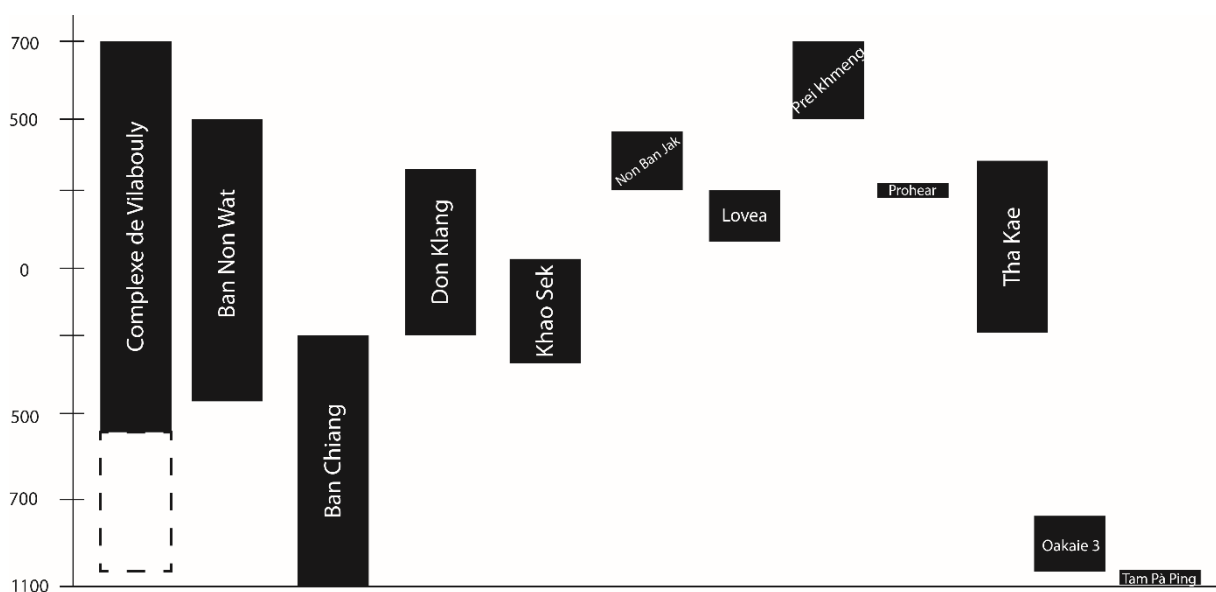 700
500
0
500
700
1100
Complexe de Vilabouly
Ban Non Wat
Ban Chiang
Don Klang
Khao Sek
Non Ban Jak
Lovea
Prei khmeng
Prohear
Tha Kae
Oakaie 3
Tam Pà Ping